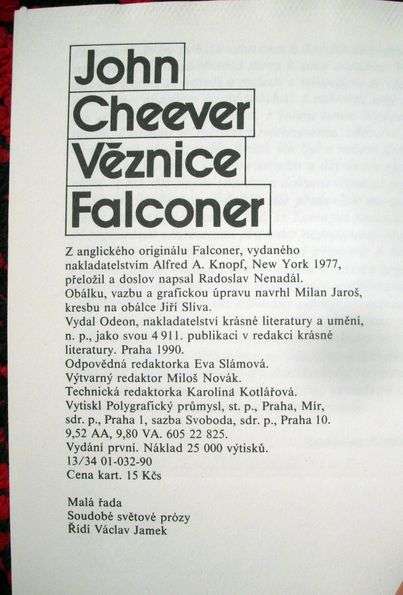 John
Cheever
Věznice
Falconer
Z anglického originálu Falconer, vydaného
nakladatelstvím Alfred A. Knopf, New York 1977,
přeložil a doslov napsal Radoslav Nenadál.
Obálku, vazbu a grafickou úpravu navrhl Milan Jaroš,
kresbu na obálce Jiří Slíva.
Vydal Odeon, nakladatelství krásné literatury a umění,
n. p., jako svou 4 911. publikaci v redakci krásné
literatury. Praha 1990.
Odpovědná redaktorka Eva Slámová.
Výtvarný redaktor Miloš Novák.
Technická redaktorka Karolina Kotlářová.
Vytiskl Polygrafický průmysl, st. p., Praha, Mír,
sdr. p., Praha 1, sazba Svoboda, sdr. p., Praha 10.
9,52 AA, 9,80 VA. 605 22 825.
Vydání první. Náklad 25 000 výtisků.
13/34 01-032-90
Cena kart. 15 Kčs
Malá řada
Soudobé světové prózy
Řídí Václav Jamek